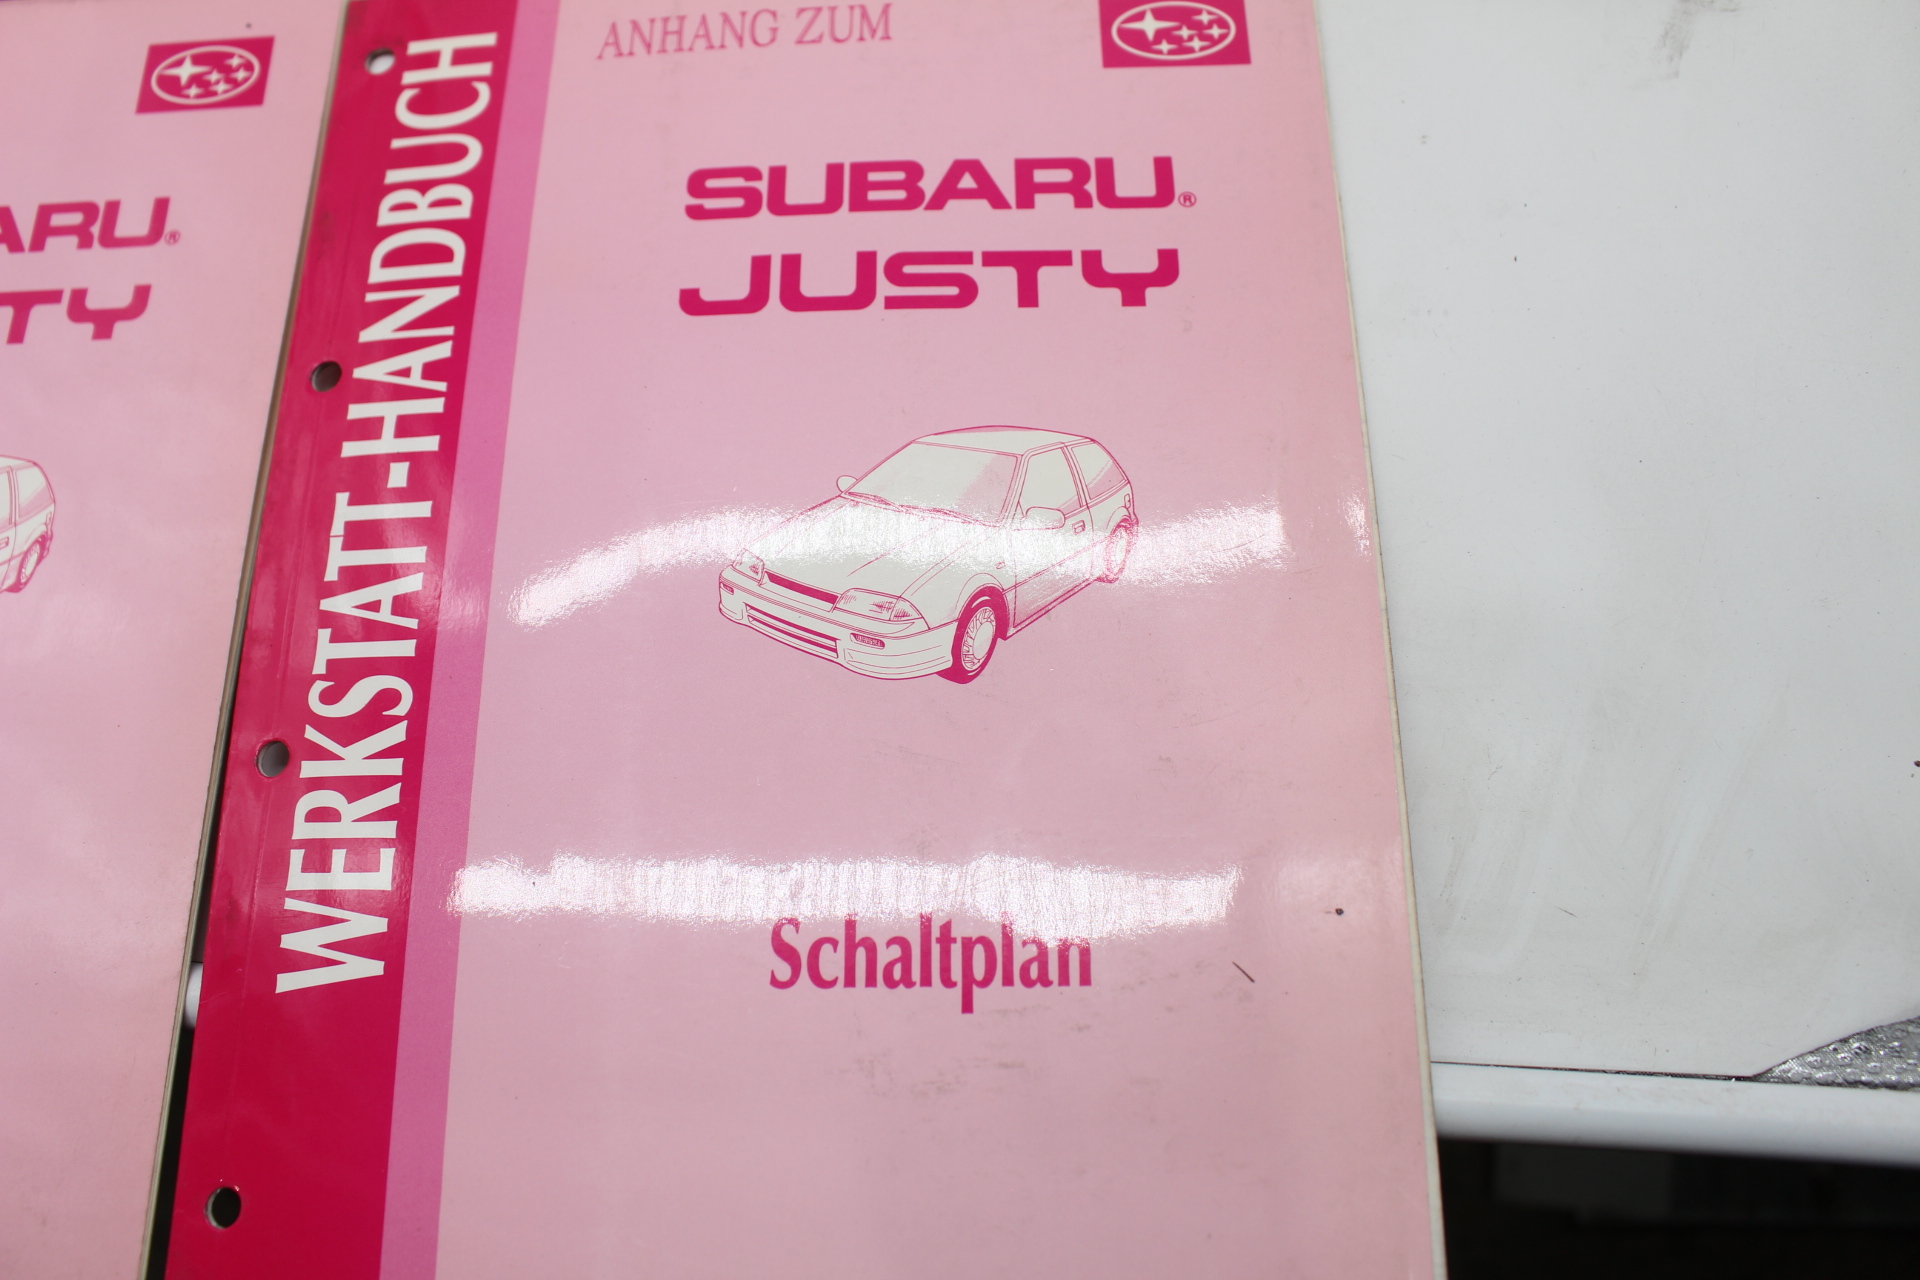 ARU®
TY
WERKSTATT-HANDBUCH
ANHANG ZUM
SUBARU®
JUSTY
Schaltplan